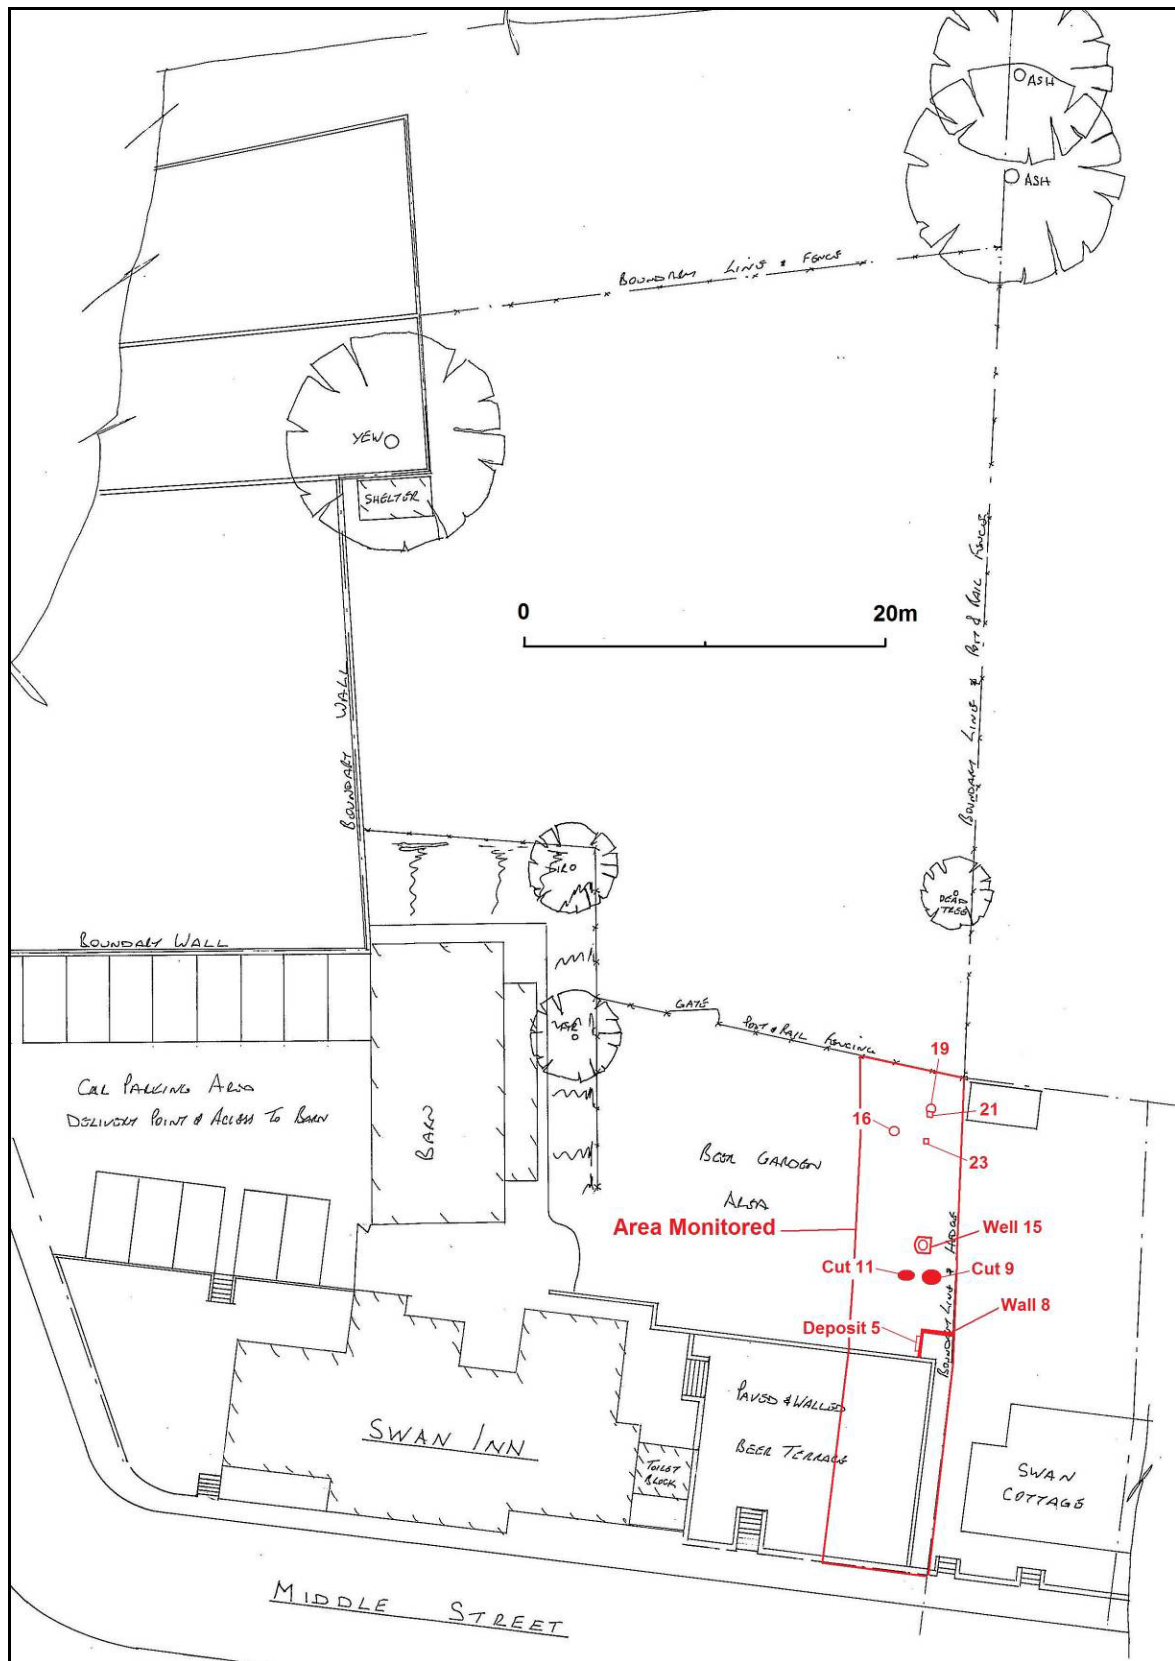 ASH
ASH
BOUNDARY LINE & FENCE
YEW
SHELTER
BOUNDARY LINE & POST & RAIL FENCE
0 20m
BOUNDARY WALL
DEAD
TREE
BOUNDARY WALL
GATE
POST & RAIL FENCING
19
21
16
23
CAR PARKING AREA
DELIVERY POINT & ACCESS TO BARN
BARN
BEER GARDEN
AREA
Area Monitored
Well 15
Cut 11
Cut 9
BOUNDARY LINE & HEDGE
Wall 8
Deposit 5
PAVED & WALLED
BEER TERRACE
SWAN INN
TOILET
BLOCK
SWAN
COTTAGE
MIDDLE STREET